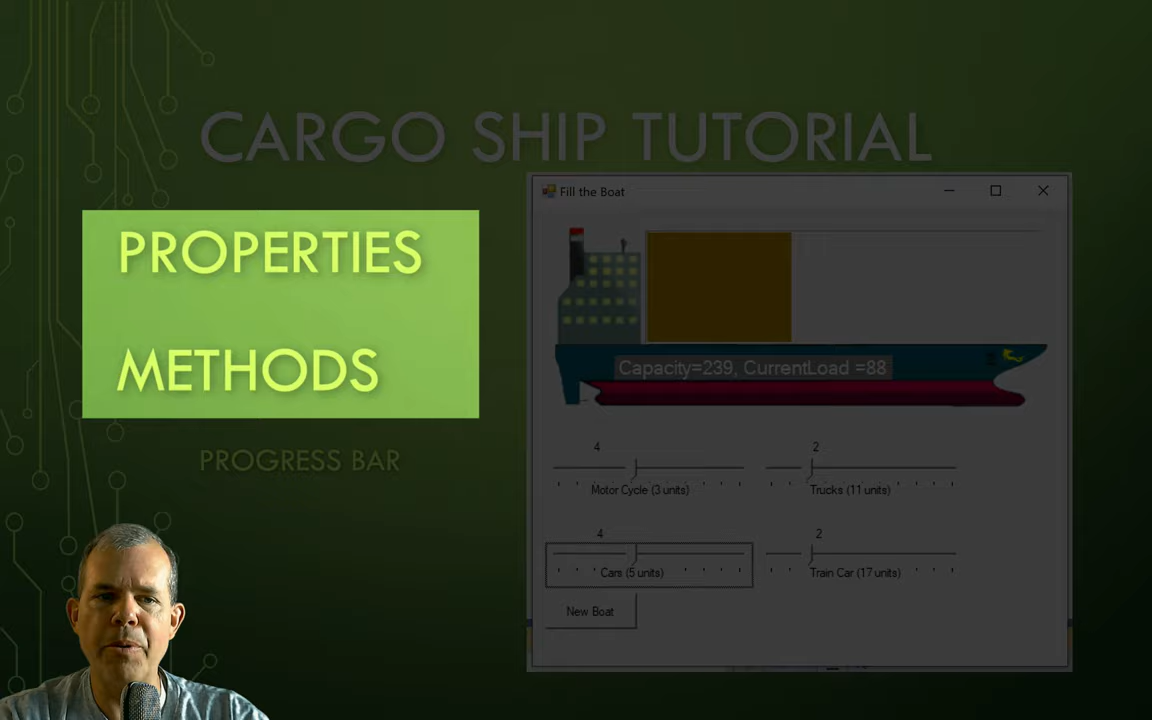 CARGO SHIP TUTORIAL
PROPERTIES
METHODS
PROGRESS BAR
Fill the Boat
Capacity=239, CurrentLoad =88
4
2
Motor Cycle (3 units)
Trucks (11 units)
4
2
Cars (5 units)
Train Car (17 units)
New Boat